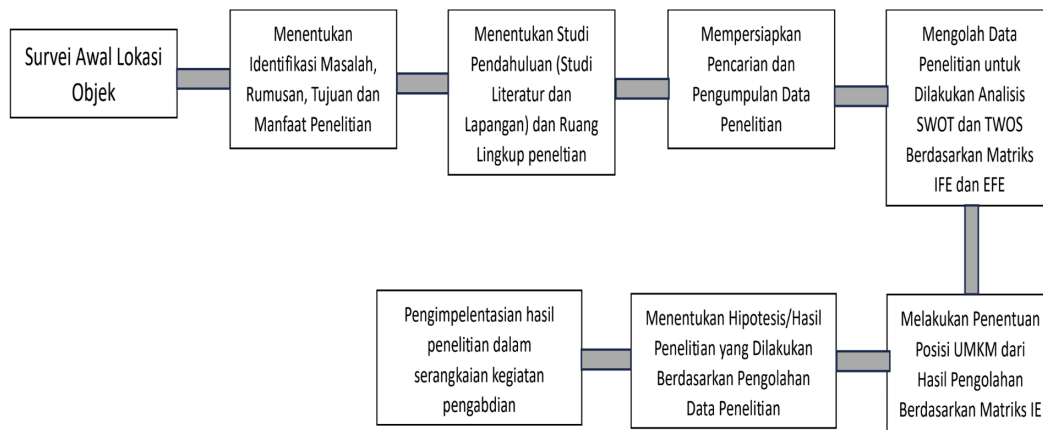 Survei Awal Lokasi
Objek
Menentukan
Identifikasi Masalah,
Rumusan, Tujuan dan
Manfaat Penelitian
Menentukan Studi
Pendahuluan (Studi
Literatur dan
Lapangan) dan Ruang
Lingkup peneltian
Mempersiapkan
Pencarian dan
Pengumpulan Data
Penelitian
Mengolah Data
Penelitian untuk
Dilakukan Analisis
SWOT dan TWOS
Berdasarkan Matriks
IFE dan EFE
Melakukan Penentuan
Posisi UMKM dari
Hasil Pengolahan
Berdasarkan Matriks IE
Menentukan Hipotesis/Hasil
Penelitian yang Dilakukan
Berdasarkan Pengolahan
Data Penelitian
Pengimpelentasian hasil
penelitian dalam
serangkaian kegiatan
pengabdian